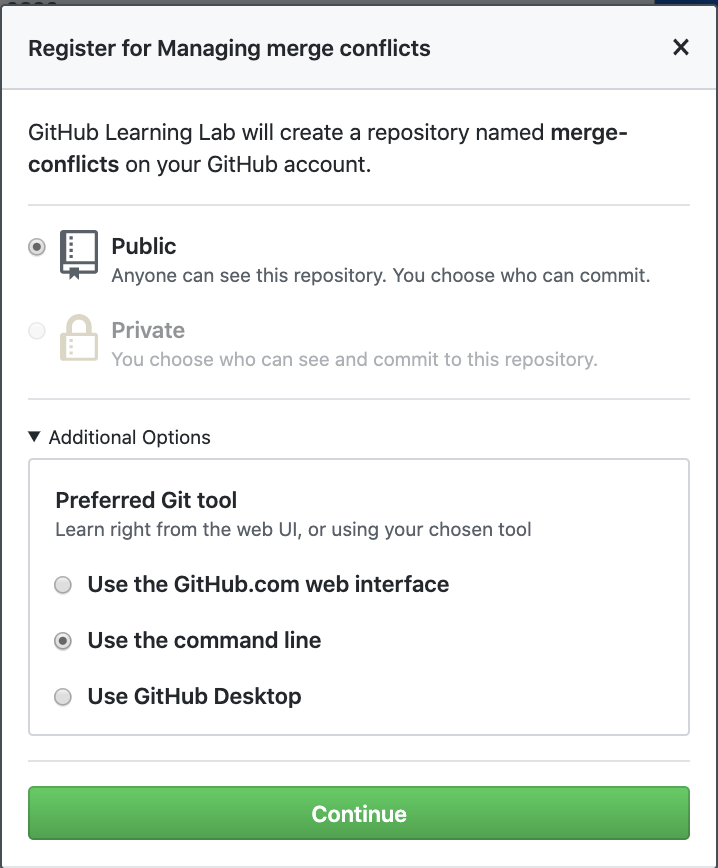 Register for Managing merge conflicts
GitHub Learning Lab will create a repository named merge-
conflicts on your GitHub account.
Public
Anyone can see this repository. You choose who can commit.
Private
You choose who can see and commit to this repository.
Additional Options
Preferred Git tool
Learn right from the web UI, or using your chosen tool
Use the GitHub.com web interface
Use the command line
Use GitHub Desktop
Continue